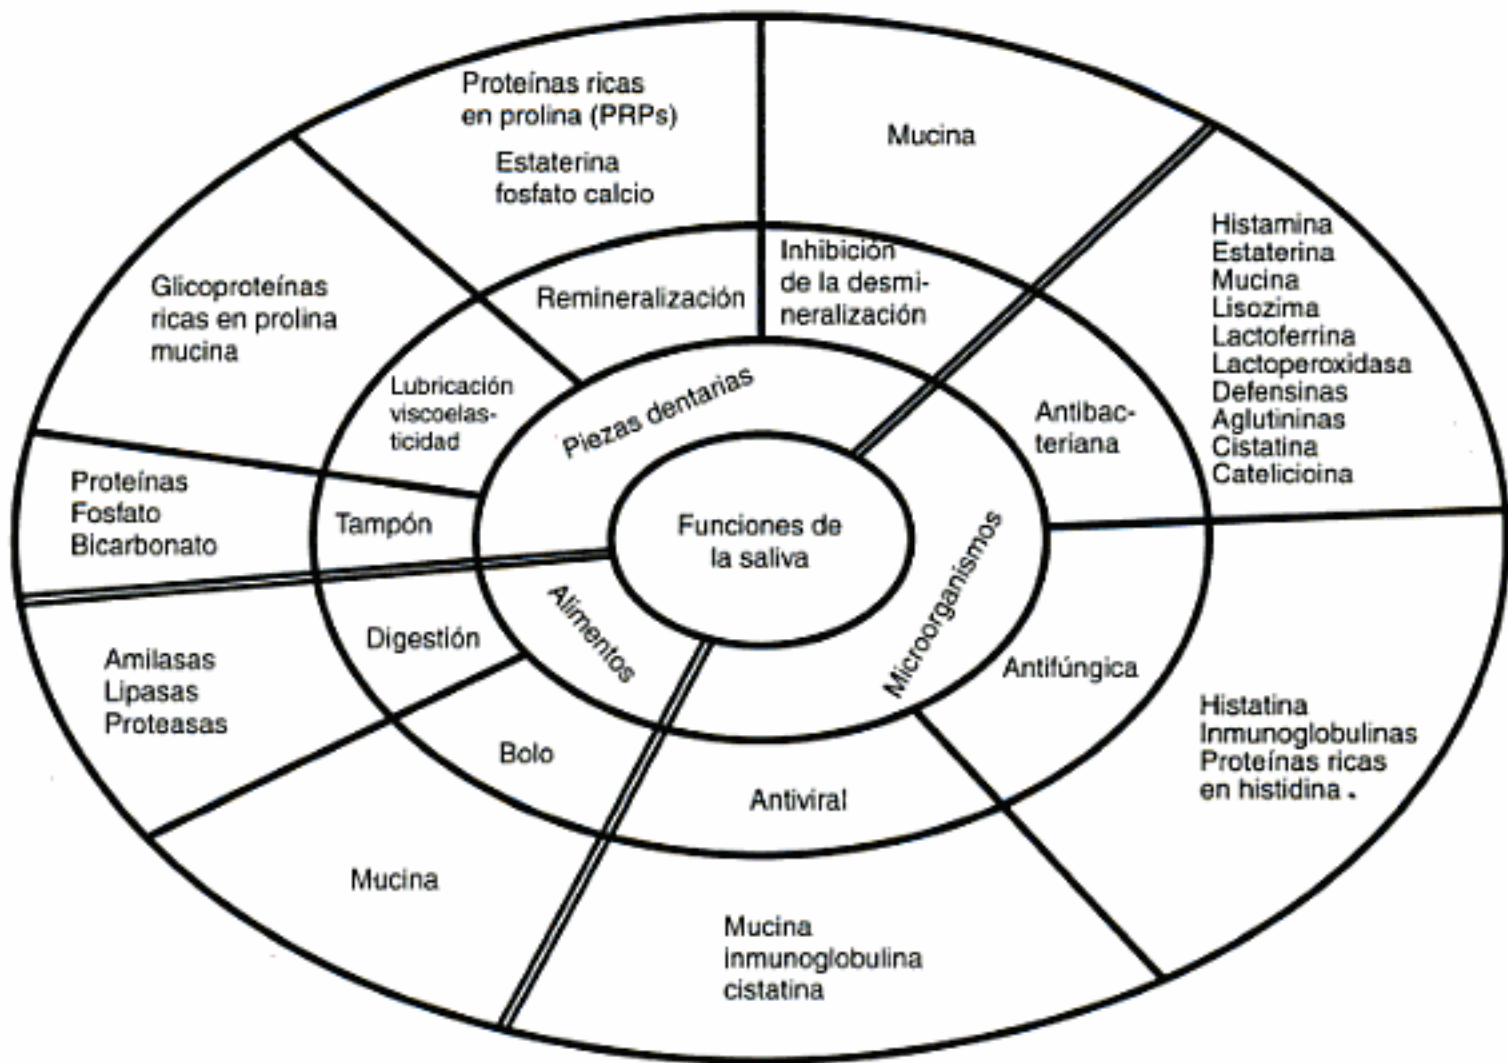 Proteínas ricas
en prolina (PRPs)
Estaterina
fosfato calcio
Mucina
Histamina
Estaterina
Mucina
Lisozima
Lactoferrina
Lactoperoxidasa
Defensinas
Aglutininas
Cistatina
Catelicioina
Glicoproteínas
ricas en prolina
mucina
Remineralización
Inhibición
de la desmi-
neralización
Lubricación
viscoelas-
ticidad
Piezas dentarias
Antibac-
teriana
Proteínas
Fosfato
Bicarbonato
Tampón
Funciones de
la saliva
Microorganismos
Alimentos
Digestión
Amilasas
Lipasas
Proteasas
Antifúngica
Histatina
Inmunoglobulinas
Proteínas ricas
en histidina .
Bolo
Antiviral
Mucina
Mucina
inmunoglobulina
cistatina